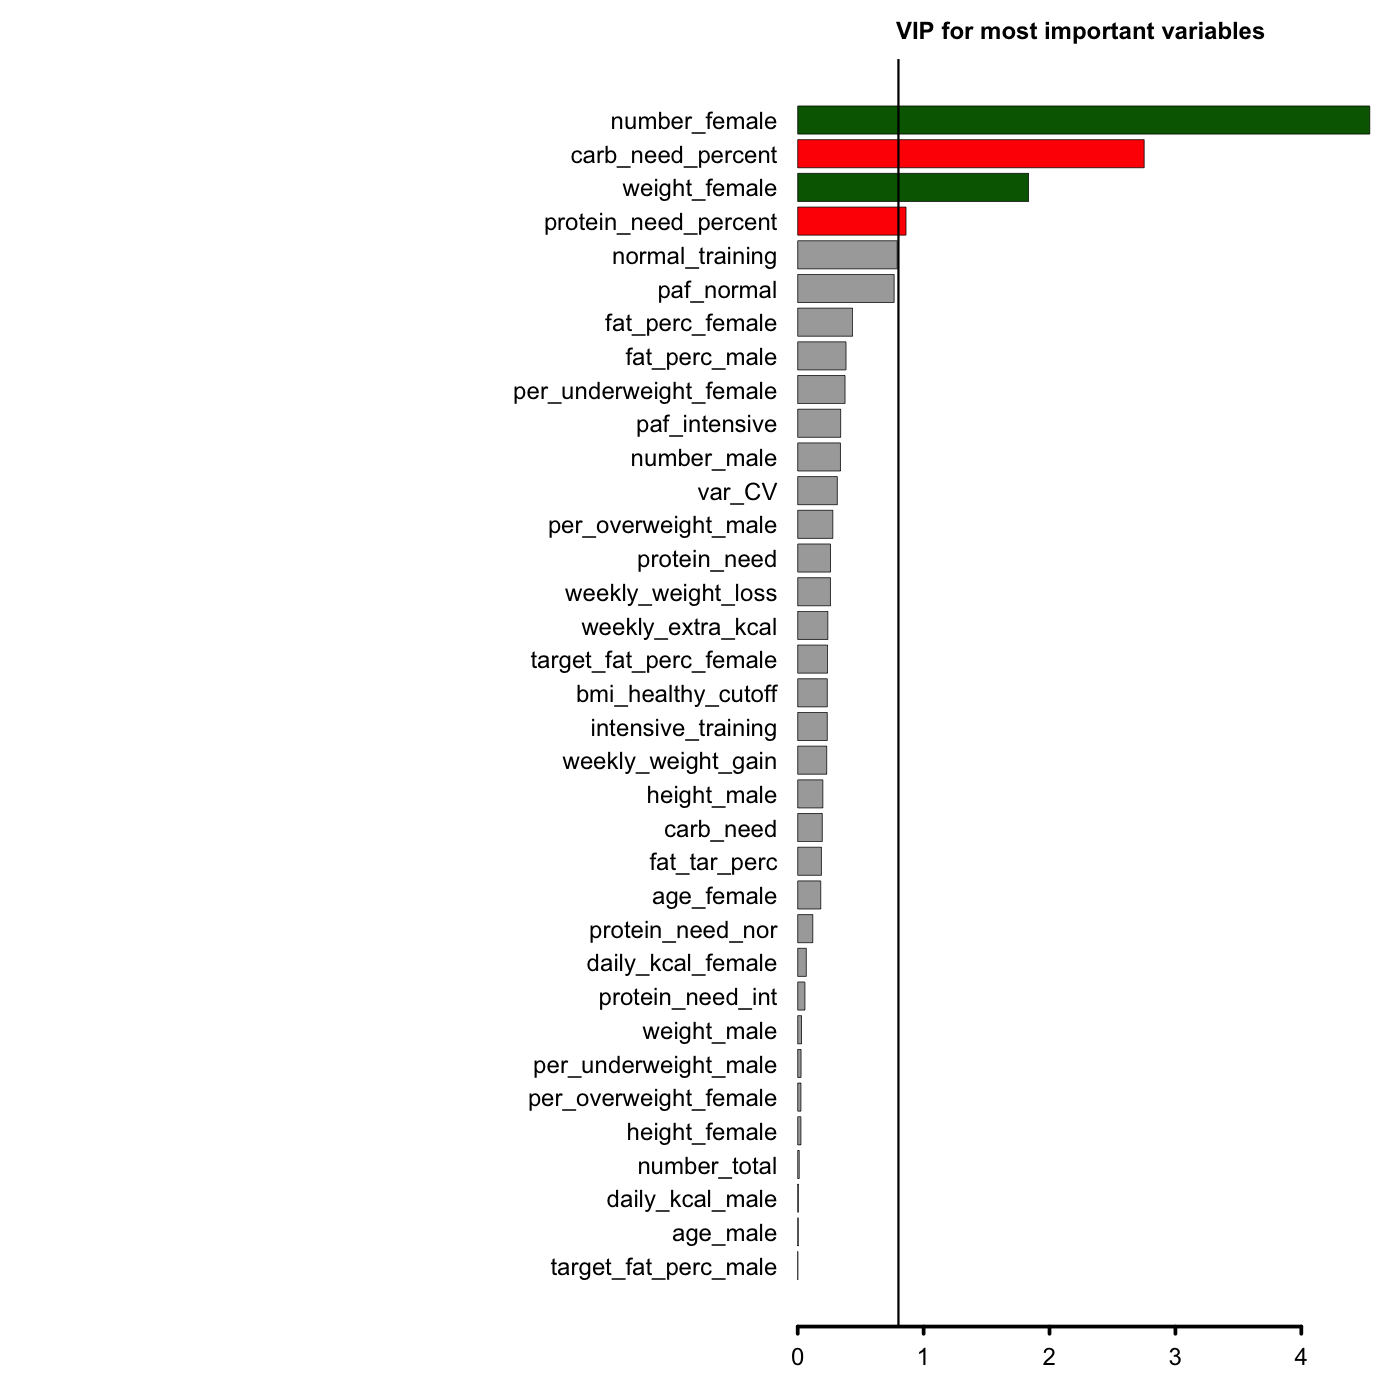 VIP for most important variables
number_female
carb_need_percent
weight_female
protein_need_percent
normal_training
paf_normal
fat_perc_female
fat_perc_male
per_underweight_female
paf_intensive
number_male
var_CV
per_overweight_male
protein_need
weekly_weight_loss
weekly_extra_kcal
target_fat_perc_female
bmi_healthy_cutoff
intensive_training
weekly_weight_gain
height_male
carb_need
fat_tar_perc
age_female
protein_need_nor
daily_kcal_female
protein_need_int
weight_male
per_underweight_male
per_overweight_female
height_female
number_total
daily_kcal_male
age_male
target_fat_perc_male
0 1 2 3 4